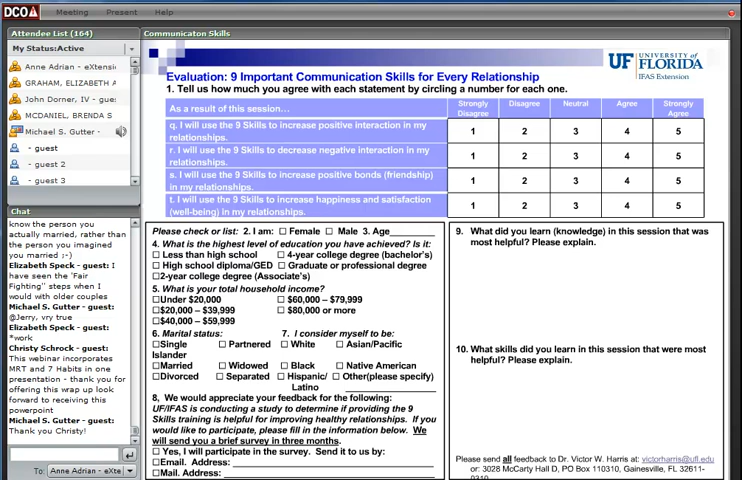 DCO
Meeting Present Help
Attendee List (164)
My Status:Active
Anne Adrian - eXtensi
GRAHAM, ELIZABETH A
John Dorner, IV - gues
MCDANIEL, BRENDA S
Michael S. Gutter -
- guest
- guest 2
- guest 3
Chat
know the person you
actually married, rather
than the person you
imagined
you married ;-)
Elizabeth Speck - guest: I
have seen the "Fair
Fighting" steps when I
would with older couples
Michael S. Gutter - guest:
@Jerry, vry true
Elizabeth Speck - guest:
*work
Christy Schrock - guest:
This webinar incorporates
MRT and 7 Habits in one
presentation - thank you for
offering this wrap up look
forward to receiving this
powerpoint
Michael S. Gutter - guest:
Thank you Christy!
To: Anne Adrian - eXte
Communicaton Skills
UF UNIVERSITY of
FLORIDA
IFAS Extension
Evaluation: 9 Important Communication Skills for Every Relationship
1. Tell us how much you agree with each statement by circling a number for each one.
As a result of this session… Strongly Disagree Disagree Neutral Agree Strongly Agree
q. I will use the 9 Skills to increase positive interaction in my
relationships. 1 2 3 4 5
r. I will use the 9 Skills to decrease negative interaction in my
relationships. 1 2 3 4 5
s. I will use the 9 Skills to increase positive bonds (friendship)
in my relationships. 1 2 3 4 5
t. I will use the 9 Skills to increase happiness and satisfaction
(well-being) in my relationships. 1 2 3 4 5
Please check or list: 2. I am: ☐ Female ☐ Male 3. Age________
4. What is the highest level of education you have achieved? Is it:
☐ Less than high school ☐ 4-year college degree (bachelor's)
☐ High school diploma/GED ☐ Graduate or professional degree
☐2-year college degree (Associate's)
5. What is your total household income?
☐Under $20,000 ☐ $60,000 – $79,999
☐$20,000 – $39,999 ☐ $80,000 or more
☐$40,000 – $59,999
6. Marital status: 7. I consider myself to be:
☐Single ☐ Partnered ☐ White ☐ Asian/Pacific
Islander
☐Married ☐ Widowed ☐ Black ☐ Native American
☐Divorced ☐ Separated ☐ Hispanic/ ☐ Other(please specify)
Latino
8, We would appreciate your feedback for the following:
UF/IFAS is conducting a study to determine if providing the 9
Skills training is helpful for improving healthy relationships. If you
would like to participate, please fill in the information below. We
will send you a brief survey in three months.
☐ Yes, I will participate in the survey. Send it to us by:
☐Email. Address:
☐Mail. Address:
9. What did you learn (knowledge) in this session that was
most helpful? Please explain.
10. What skills did you learn in this session that were most
helpful? Please explain.
Please send all feedback to Dr. Victor W. Harris at: victorharris@ufl.edu
or: 3028 McCarty Hall D, PO Box 110310, Gainesville, FL 32611-
0310